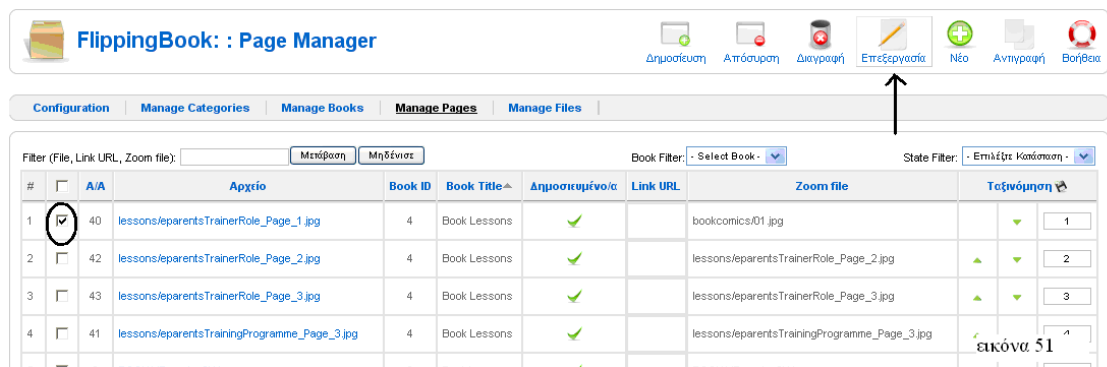 FlippingBook: : Page Manager
Δημοσίευση Απόσυρση Διαγραφή Επεξεργασία Νέο Αντιγραφή Βοήθεια
Configuration Manage Categories Manage Books Manage Pages Manage Files
Filter (File, Link URL, Zoom file): Μετάβαση Μηδένισε Book Filter: - Select Book - State Filter: - Επιλέξτε Κατάσταση -
# Α/Α Αρχείο Book ID Book Title Δημοσιευμένο/α Link URL Zoom file Ταξινόμηση
1 40 lessons/eparentsTrainerRole_Page_1.jpg 4 Book Lessons bookcomics/01.jpg 1
2 42 lessons/eparentsTrainerRole_Page_2.jpg 4 Book Lessons lessons/eparentsTrainerRole_Page_2.jpg 2
3 43 lessons/eparentsTrainerRole_Page_3.jpg 4 Book Lessons lessons/eparentsTrainerRole_Page_3.jpg 3
4 41 lessons/eparentsTrainingProgramme_Page_3.jpg 4 Book Lessons lessons/eparentsTrainingProgramme_Page_3.jpg
εικόνα 51